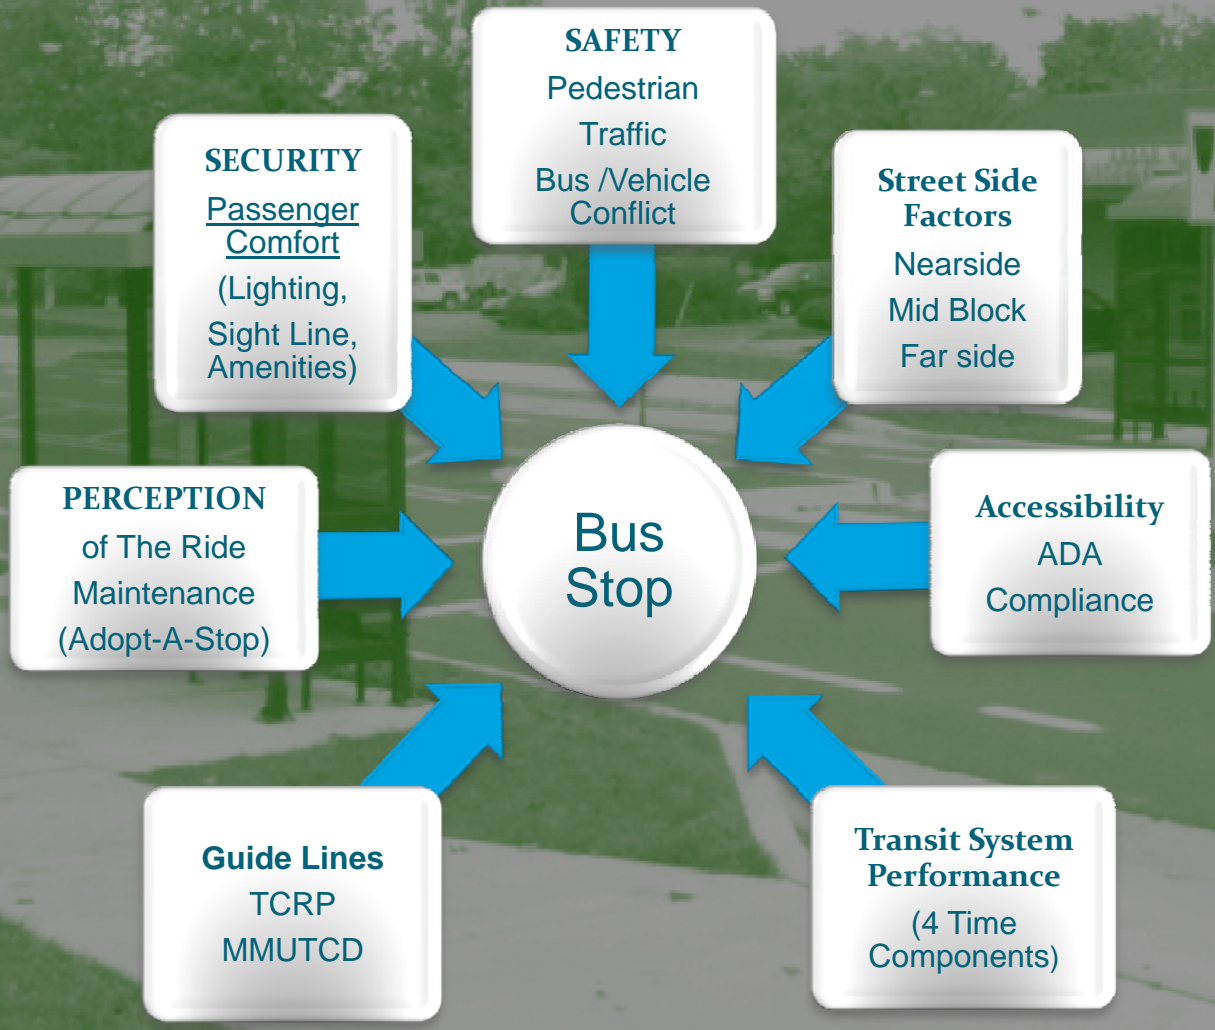 SAFETY
Pedestrian
Traffic
Bus /Vehicle
Conflict
Street Side
Factors
Nearside
Mid Block
Far side
Accessibility
ADA
Compliance
Transit System
Performance
(4 Time
Components)
Guide Lines
TCRP
MMUTCD
PERCEPTION
of The Ride
Maintenance
(Adopt-A-Stop)
SECURITY
Passenger
Comfort
(Lighting,
Sight Line,
Amenities)
Bus
Stop